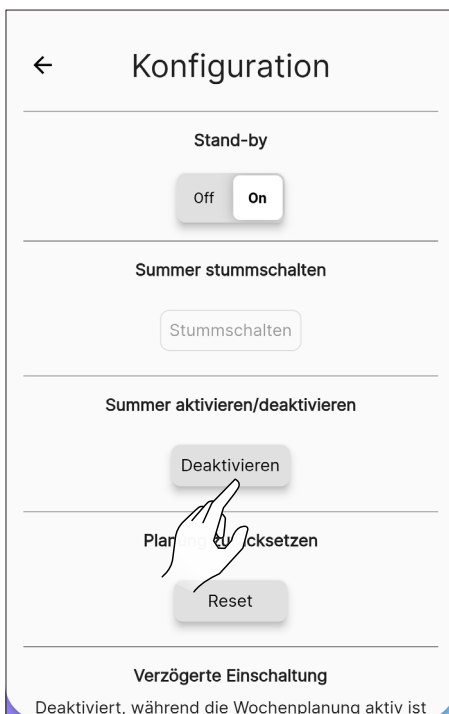 Konfiguration
Stand-by
Off On
Summer stummschalten
Stummschalten
Summer aktivieren/deaktivieren
Deaktivieren
Reset
Verzögerte Einschaltung
Deaktiviert, während die Wochenplanung aktiv ist